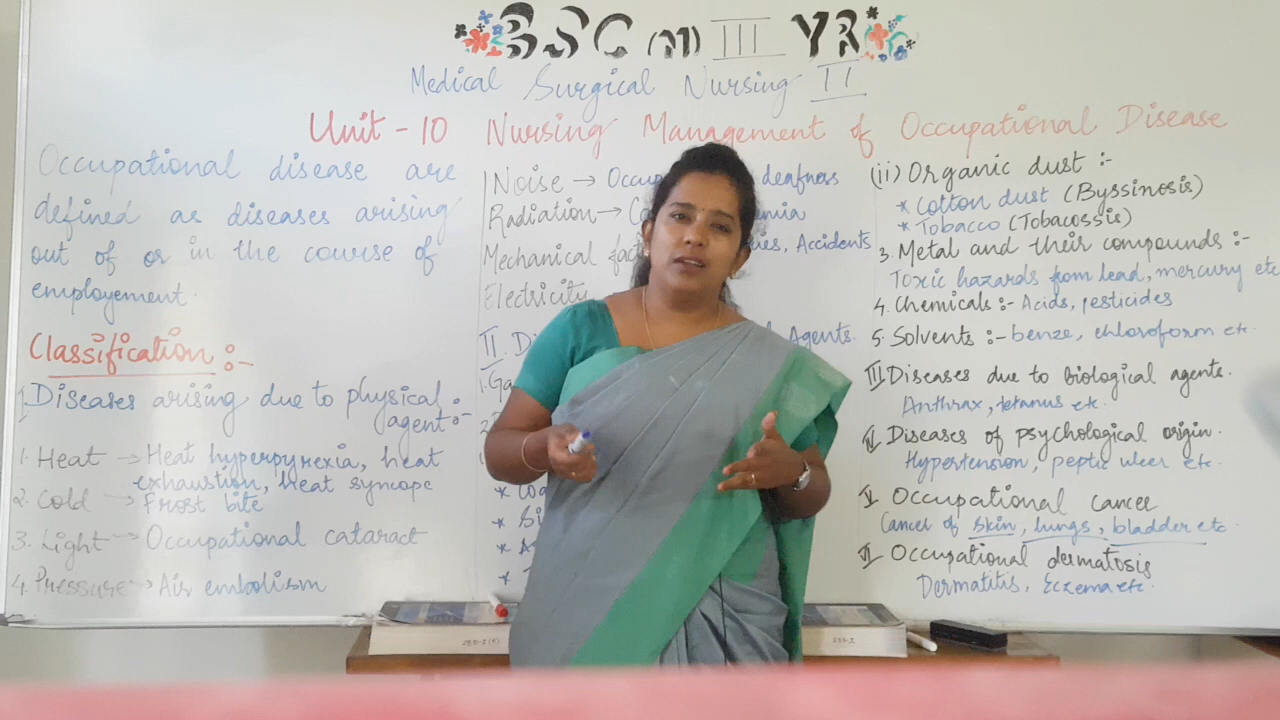 BSC (N) III YR
Medical Surgical Nursing II
Unit - 10 Nursing Management of Occupational Disease
Occupational disease are
defined as diseases arising
out of or in the course of
employement.
Classification :-
Diseases arising due to physical
agent :-
1. Heat → Heat hyperpyrexia, heat
exhaustion, Heat syncope
2. Cold → Frost bite
3. Light → Occupational cataract
4. Pressure → Air embolism
Noise → deafness
Radiation →
Mechanical Accidents
Electricity
II. Agents.
1.
(ii) Organic dust :-
* Cotton dust (Byssinosis)
* Tobacco (Tobacossis)
3. Metal and their compounds :-
Toxic hazards from lead, mercury etc
4. Chemicals :- Acids, pesticides
5. Solvents :- benze, chloroform etc.
III Diseases due to biological agents.
Anthrax, tetanus etc.
Diseases of psychological origin.
Hypertension, peptic ulcer etc.
V Occupational cancer
Cancer of skin, lungs, bladder etc
VI Occupational dermatosis
Dermatitis, Eczema etc.